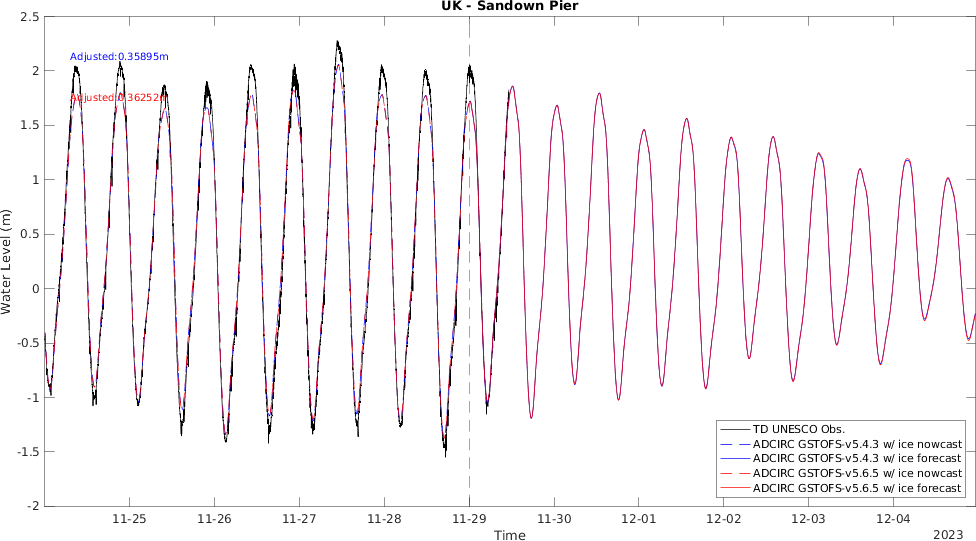 UK - Sandown Pier
Water Level (m)
2.5
2
1.5
1
0.5
0
-0.5
-1
-1.5
-2
Adjusted:0.35895m
Adjusted:0.36252m
11-25
11-26
11-27
11-28
11-29
11-30
12-01
12-02
12-03
12-04
Time
2023
TD UNESCO Obs.
ADCIRC GSTOFS-v5.4.3 w/ ice nowcast
ADCIRC GSTOFS-v5.4.3 w/ ice forecast
ADCIRC GSTOFS-v5.6.5 w/ ice nowcast
ADCIRC GSTOFS-v5.6.5 w/ ice forecast